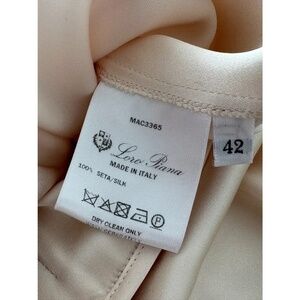 MAC3365
Loro Piana
MADE IN ITALY
100% SETA/SILK
42
P
DRY CLEAN ONLY